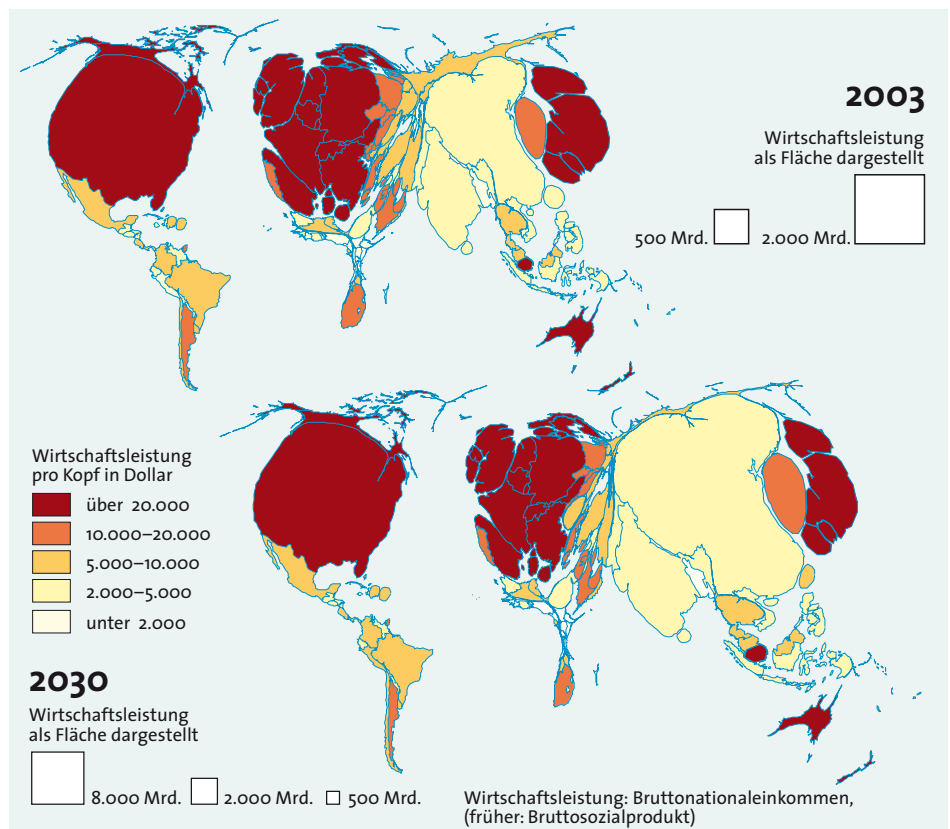 2003
Wirtschaftsleistung
als Fläche dargestellt
500 Mrd.
2.000 Mrd.
Wirtschaftsleistung
pro Kopf in Dollar
über 20.000
10.000–20.000
5.000–10.000
2.000–5.000
unter 2.000
2030
Wirtschaftsleistung
als Fläche dargestellt
8.000 Mrd.
2.000 Mrd.
500 Mrd.
Wirtschaftsleistung: Bruttonationaleinkommen,
(früher: Bruttosozialprodukt)